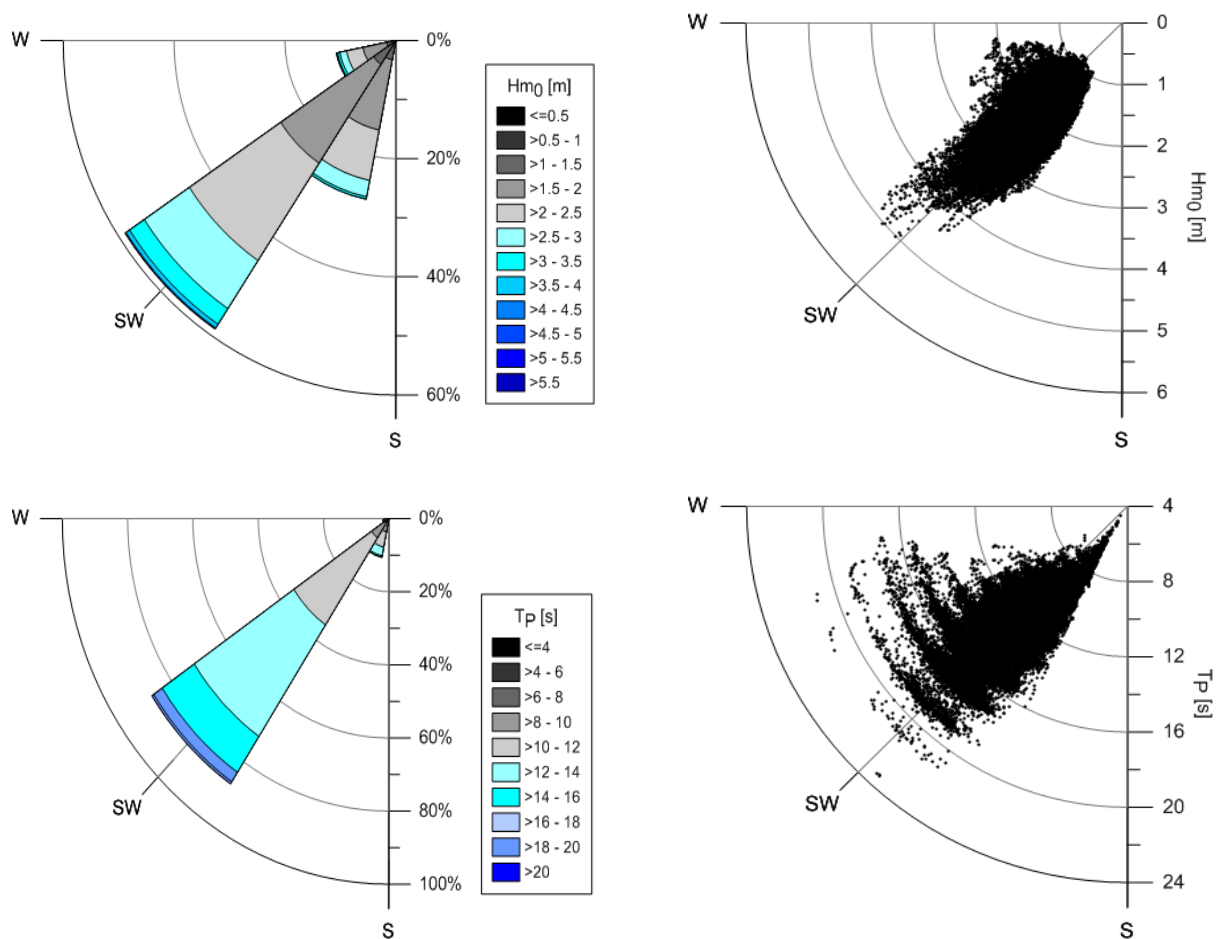 W
0%
20%
40%
60%
SW
S
Hm0 [m]
<=0.5
>0.5 - 1
>1 - 1.5
>1.5 - 2
>2 - 2.5
>2.5 - 3
>3 - 3.5
>3.5 - 4
>4 - 4.5
>4.5 - 5
>5 - 5.5
>5.5
W
0
1
2
3
4
5
6
Hm0 [m]
SW
S
W
0%
20%
40%
60%
80%
100%
SW
S
TP [s]
<=4
>4 - 6
>6 - 8
>8 - 10
>10 - 12
>12 - 14
>14 - 16
>16 - 18
>18 - 20
>20
W
4
8
12
16
20
24
TP [s]
SW
S